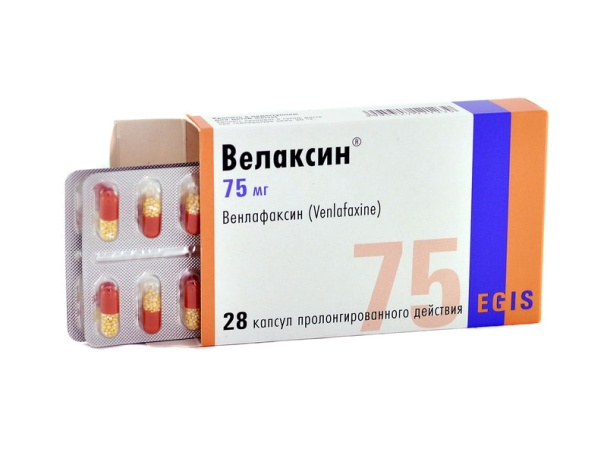 Велаксин®
75 мг
Венлафаксин (Venlafaxine)
75
28 капсул пролонгированного действия
EGIS